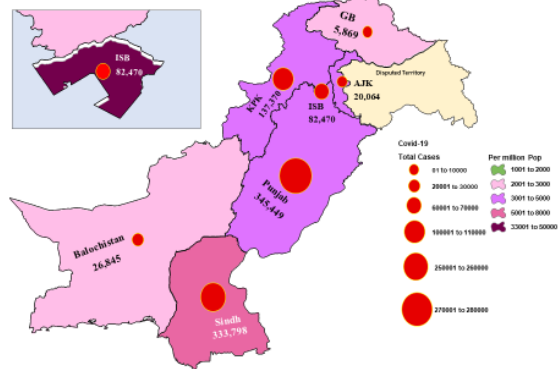 ISB
82,470
GB
5,869
Disputed Territory
AJK
20,064
KPK
137,370
ISB
82,470
Punjab
345,449
Balochistan
26,845
Sindh
333,798
Covid-19
Total Cases
01 to 10000
20001 to 30000
60001 to 70000
100001 to 110000
250001 to 260000
270001 to 280000
Per million Pop
1001 to 2000
2001 to 3000
3001 to 5000
5001 to 8000
33001 to 50000